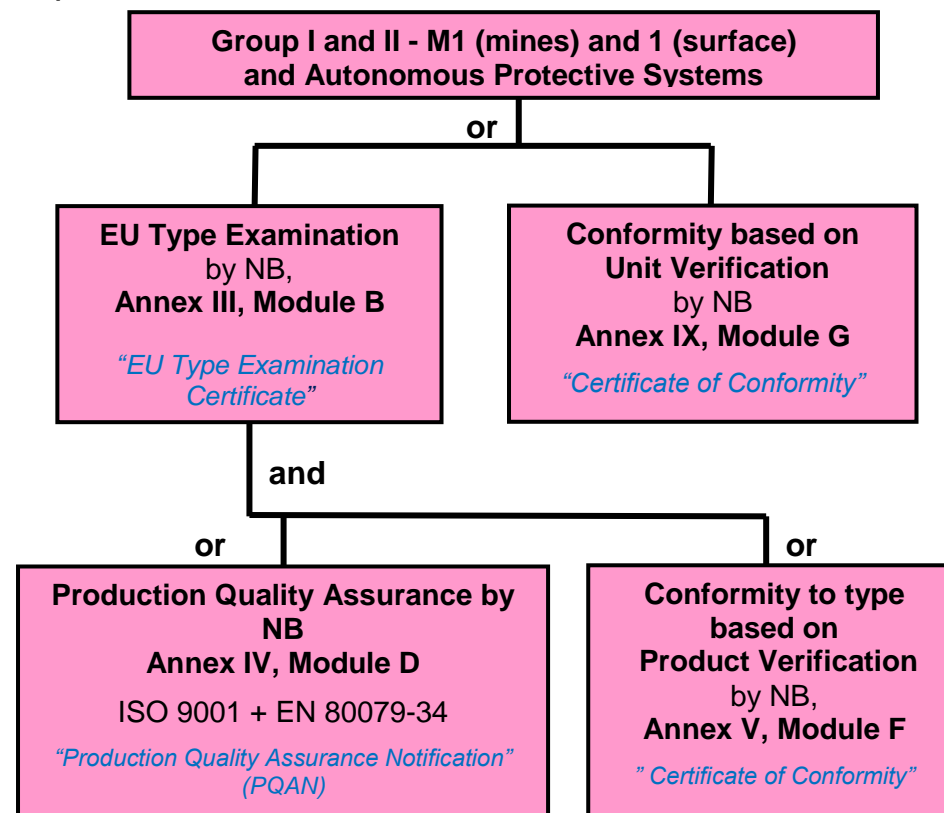 Group I and II - M1 (mines) and 1 (surface)
and Autonomous Protective Systems
or
EU Type Examination
by NB,
Annex III, Module B
“EU Type Examination
Certificate”
Conformity based on
Unit Verification
by NB
Annex IX, Module G
“Certificate of Conformity”
and
or
or
Production Quality Assurance by
NB
Annex IV, Module D
ISO 9001 + EN 80079-34
“Production Quality Assurance Notification”
(PQAN)
Conformity to type
based on
Product Verification
by NB,
Annex V, Module F
” Certificate of Conformity”